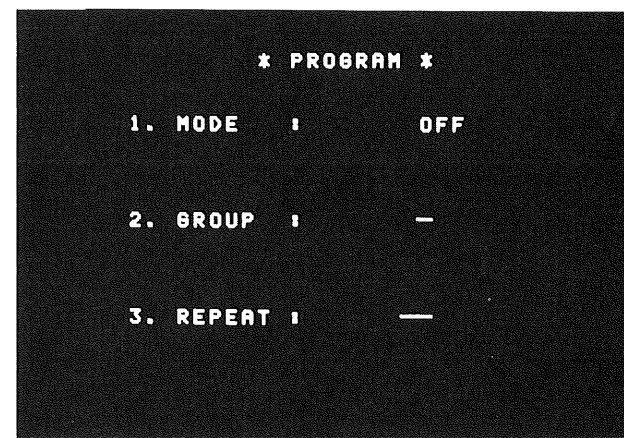 * PROGRAM *
1. MODE : OFF
2. GROUP : -
3. REPEAT : --